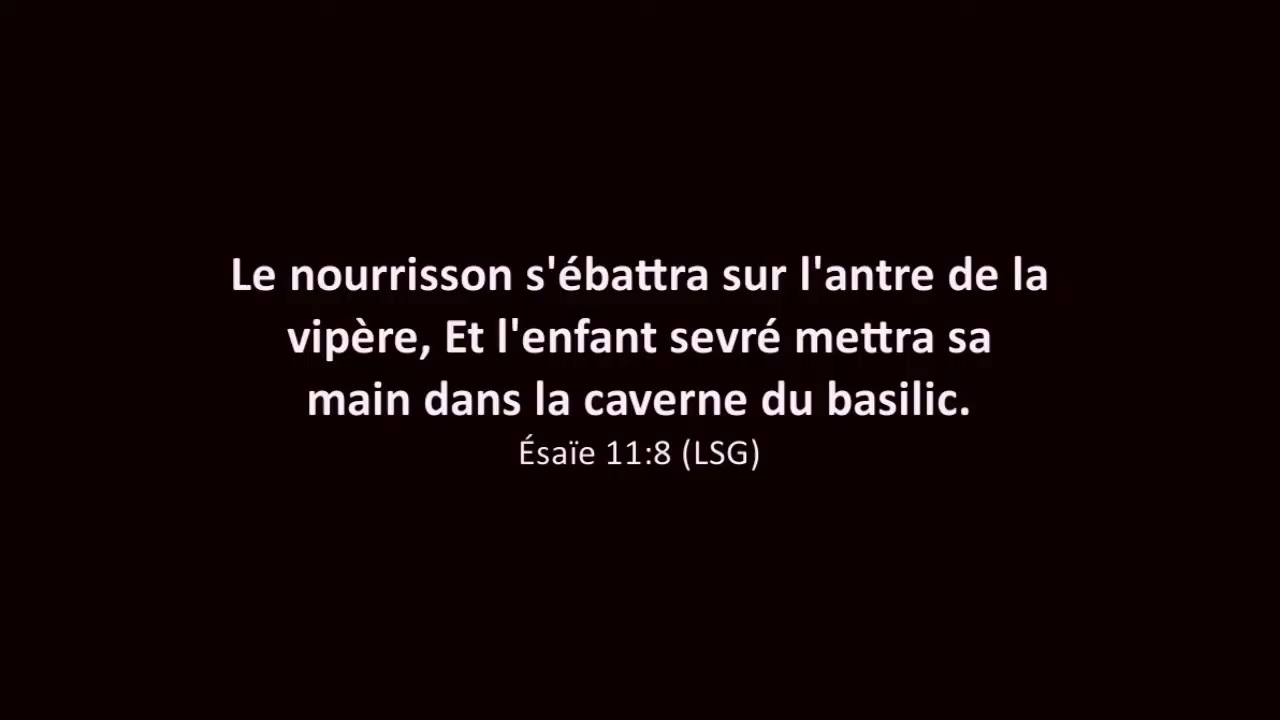 Le nourrisson s'ébattra sur l'antre de la
vipère, Et l'enfant sevré mettra sa
main dans la caverne du basilic.
Ésaïe 11:8 (LSG)